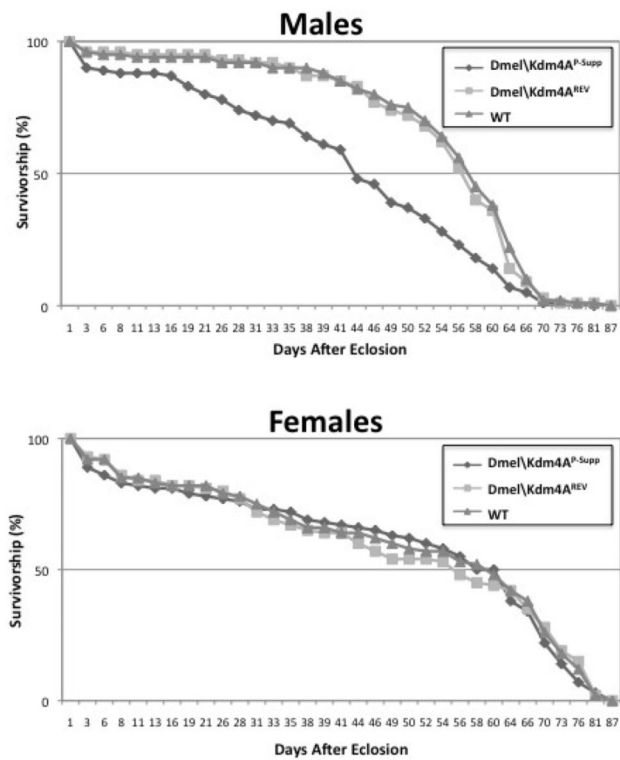 Males
100
50
0
Survivorship (%)
Dmel\Kdm4A^P-Supp
Dmel\Kdm4A^REV
WT
1 3 6 8 11 13 16 19 21 26 28 31 33 35 38 39 41 44 46 48 50 52 54 56 58 60 64 66 70 73 76 81 87
Days After Eclosion
Females
100
50
0
Survivorship (%)
Dmel\Kdm4A^P-Supp
Dmel\Kdm4A^REV
WT
1 3 6 8 11 13 16 19 21 26 28 31 33 35 38 39 41 44 46 48 50 52 54 56 58 60 64 66 70 73 76 81 87
Days After Eclosion